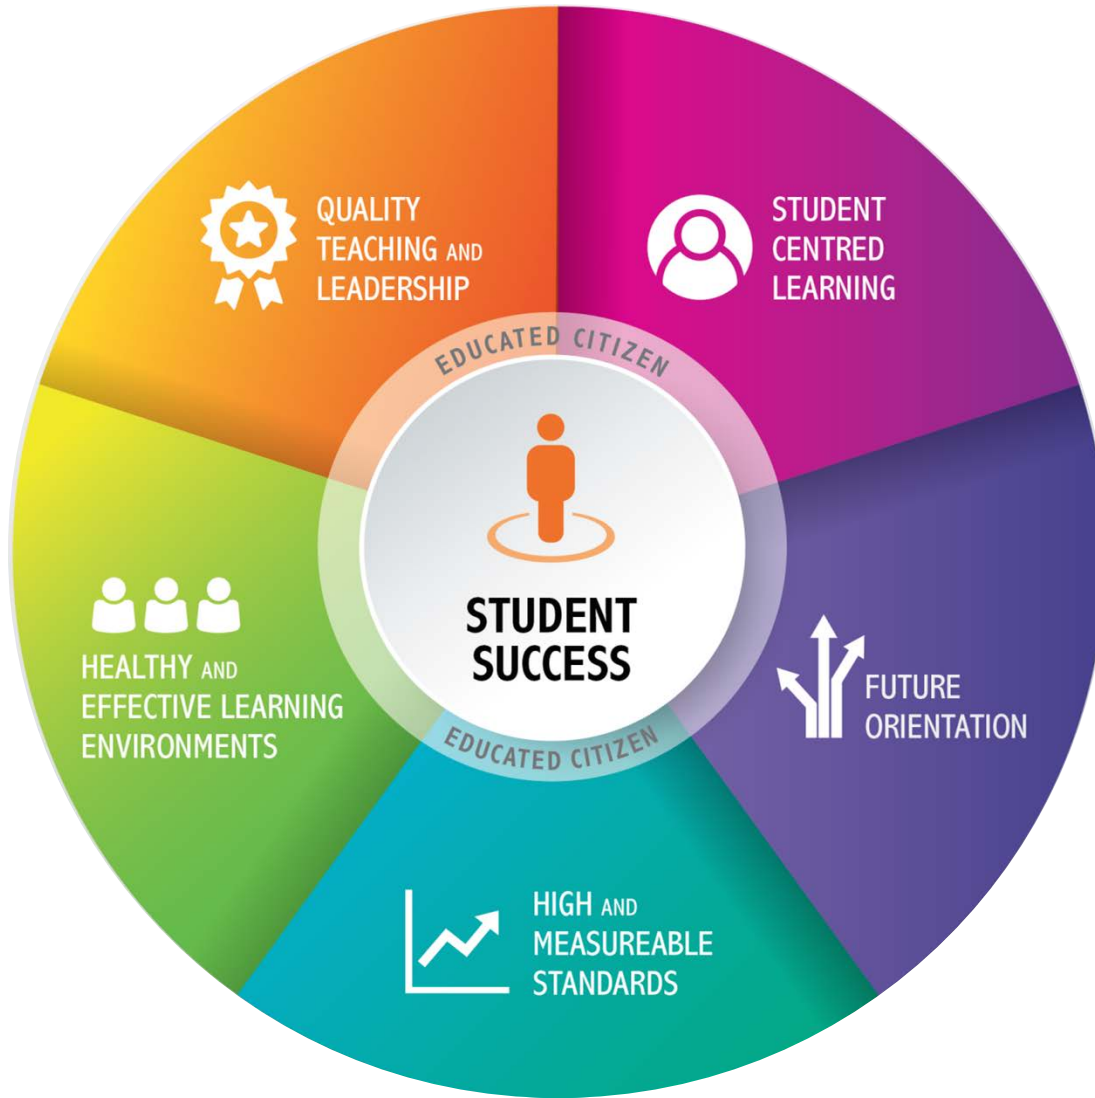 QUALITY
TEACHING AND
LEADERSHIP
STUDENT
CENTRED
LEARNING
EDUCATED CITIZEN
STUDENT
SUCCESS
EDUCATED CITIZEN
HEALTHY AND
EFFECTIVE LEARNING
ENVIRONMENTS
FUTURE
ORIENTATION
HIGH AND
MEASUREABLE
STANDARDS